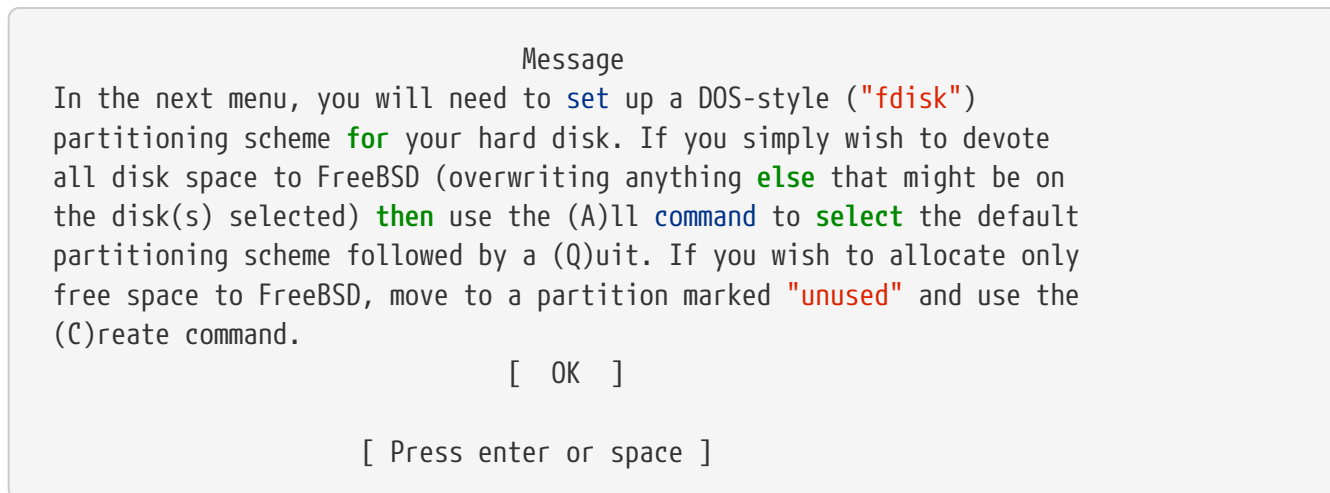 Message
In the next menu, you will need to set up a DOS-style ("fdisk")
partitioning scheme for your hard disk. If you simply wish to devote
all disk space to FreeBSD (overwriting anything else that might be on
the disk(s) selected) then use the (A)ll command to select the default
partitioning scheme followed by a (Q)uit. If you wish to allocate only
free space to FreeBSD, move to a partition marked "unused" and use the
(C)reate command.
[  OK  ]
[ Press enter or space ]